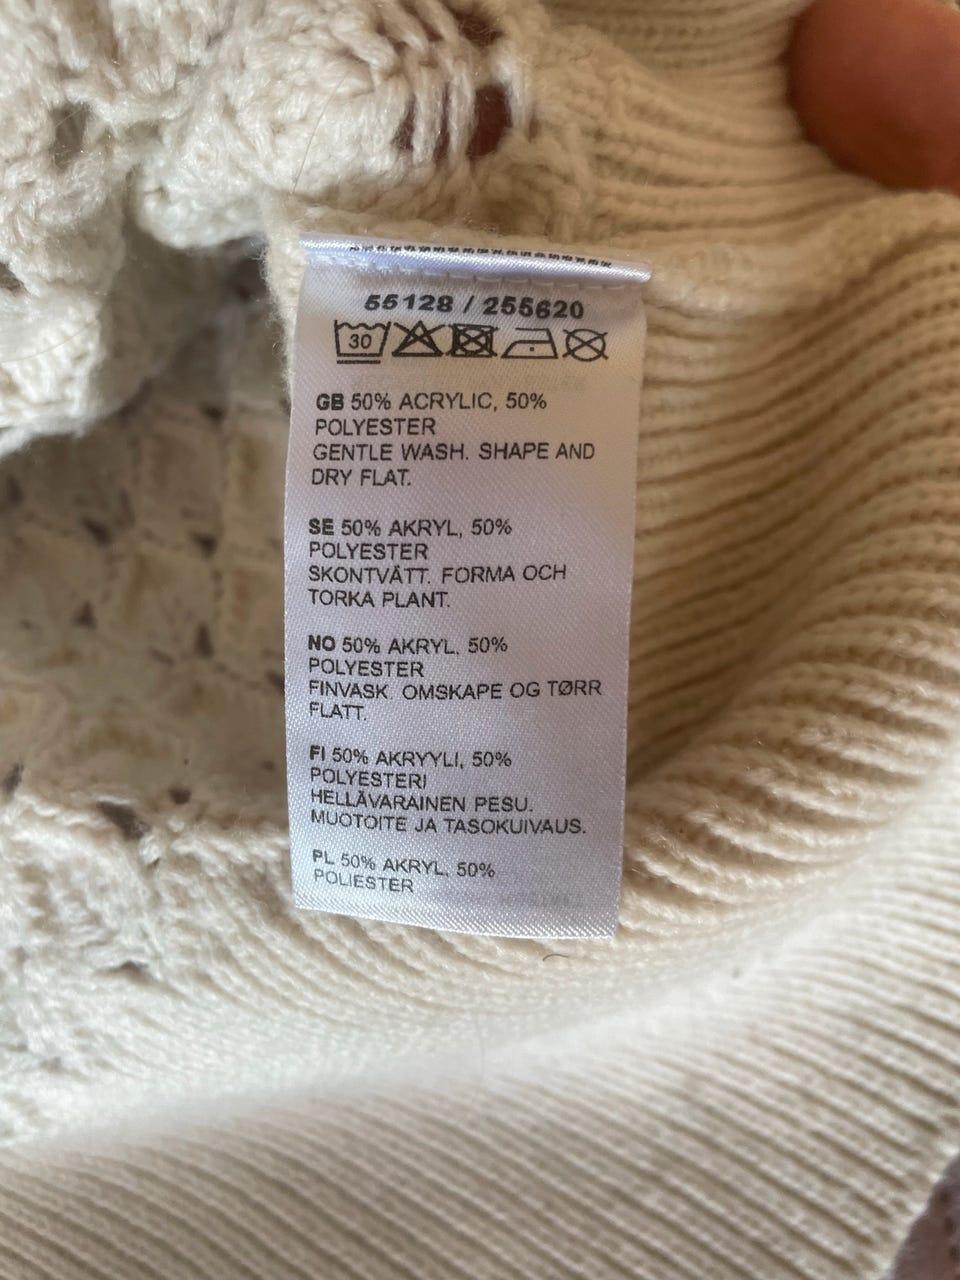 55128 / 255620
30
GB 50% ACRYLIC, 50%
POLYESTER
GENTLE WASH. SHAPE AND
DRY FLAT.
SE 50% AKRYL, 50%
POLYESTER
SKONTVÄTT. FORMA OCH
TORKA PLANT.
NO 50% AKRYL, 50%
POLYESTER
FINVASK. OMSKAPE OG TØRR
FLATT.
FI 50% AKRYYLI, 50%
POLYESTERI
HELLÄVARAINEN PESU.
MUOTOITE JA TASOKUIVAUS.
PL 50% AKRYL, 50%
POLIESTER